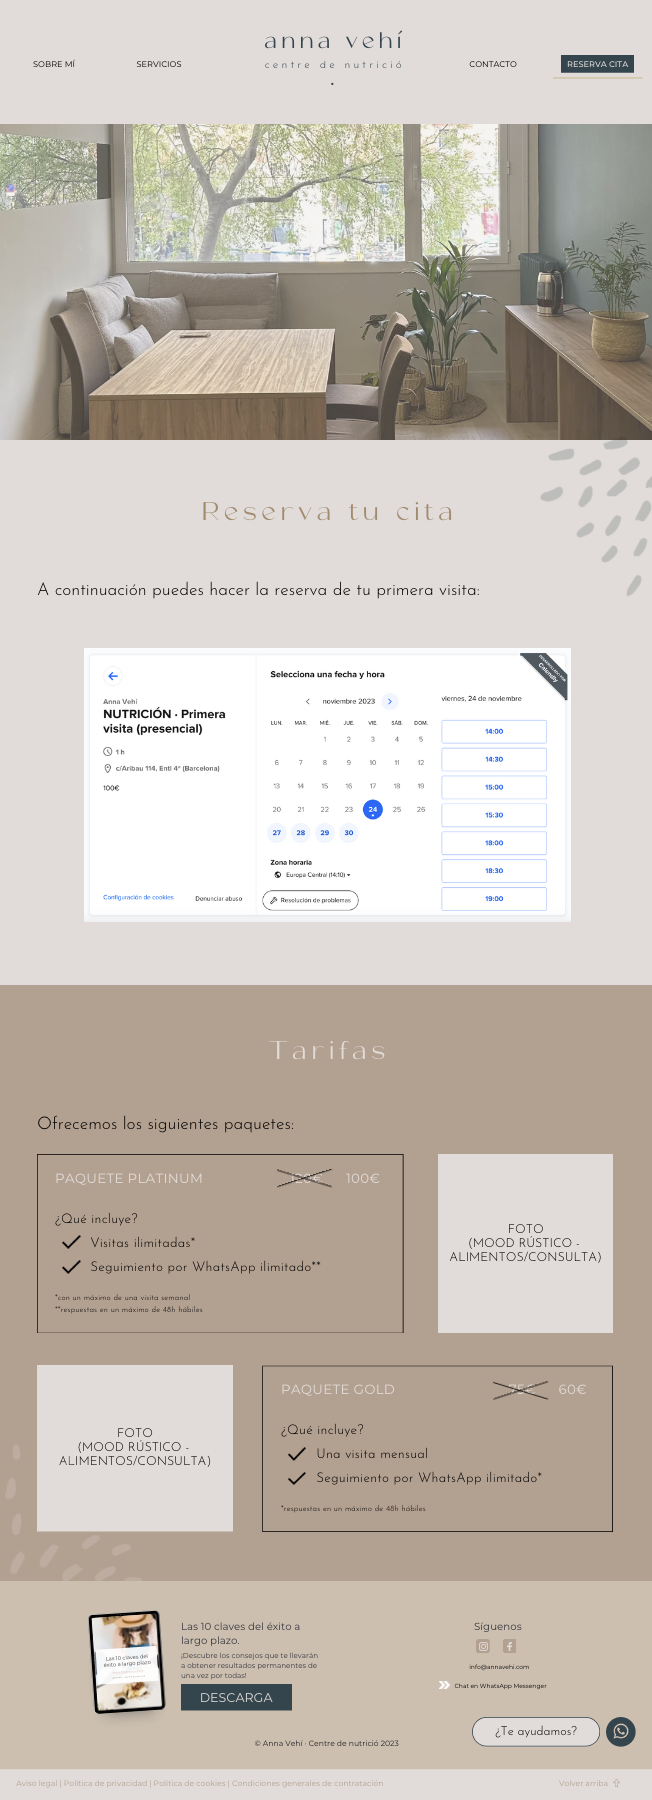 anna vehí
centre de nutrició
SOBRE MÍ
SERVICIOS
CONTACTO
RESERVA CITA
Reserva tu cita
A continuación puedes hacer la reserva de tu primera visita:
Anna Vehí
NUTRICIÓN · Primera
visita (presencial)
1 h
c/Aribau 114, Entl 4ª (Barcelona)
100€
Configuración de cookies
Denunciar abuso
Selecciona una fecha y hora
noviembre 2023
LUN. MAR. MIÉ. JUE. VIE. SÁB. DOM.
1 2 3 4 5
6 7 8 9 10 11 12
13 14 15 16 17 18 19
20 21 22 23 24 25 26
27 28 29 30
Zona horaria
Europa Central (14:10)
Resolución de problemas
viernes, 24 de noviembre
14:00
14:30
15:00
15:30
18:00
18:30
19:00
Calendly
Tarifas
Ofrecemos los siguientes paquetes:
PAQUETE PLATINUM 120€ 100€
¿Qué incluye?
Visitas ilimitadas*
Seguimiento por WhatsApp ilimitado**
*con un máximo de una visita semanal
**respuestas en un máximo de 48h hábiles
FOTO
(MOOD RÚSTICO -
ALIMENTOS/CONSULTA)
FOTO
(MOOD RÚSTICO -
ALIMENTOS/CONSULTA)
PAQUETE GOLD 75€ 60€
¿Qué incluye?
Una visita mensual
Seguimiento por WhatsApp ilimitado*
*respuestas en un máximo de 48h hábiles
Las 10 claves del
éxito a largo plazo
Las 10 claves del éxito a
largo plazo.
¡Descubre los consejos que te llevarán
a obtener resultados permanentes de
una vez por todas!
DESCARGA
Síguenos
info@annavehi.com
Chat en WhatsApp Messenger
¿Te ayudamos?
© Anna Vehí · Centre de nutrició 2023
Aviso legal | Política de privacidad | Política de cookies | Condiciones generales de contratación
Volver arriba